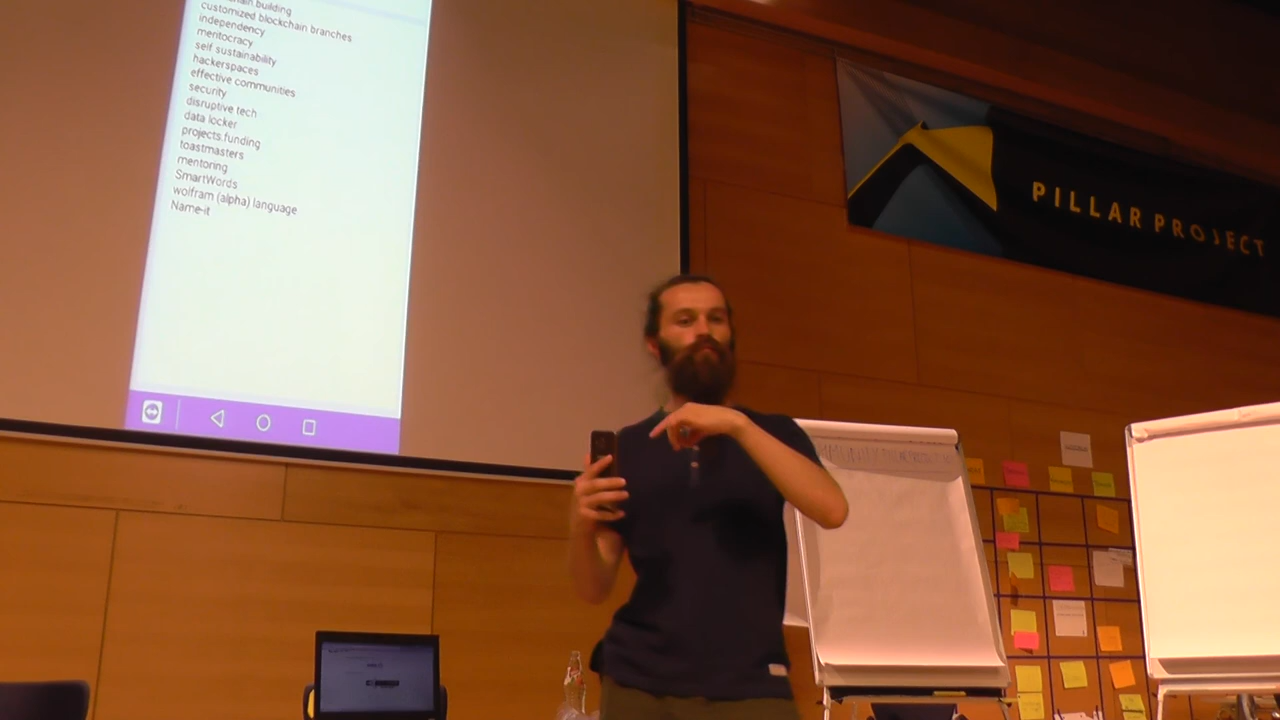 building
customized blockchain branches
independency
meritocracy
self sustainability
hackerspaces
effective communities
security
disruptive tech
data locker
projects.funding
toastmasters
mentoring
SmartWords
wolfram (alpha) language
Name-it
PILLAR PROJECT